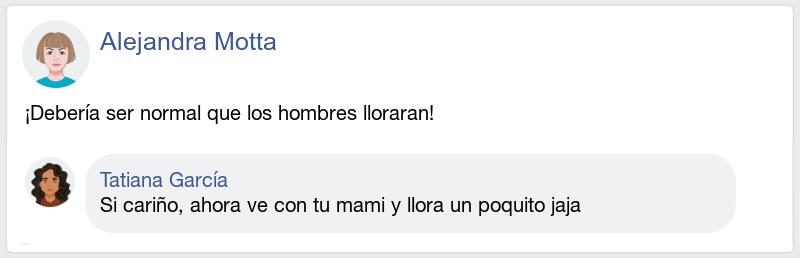 Alejandra Motta
¡Debería ser normal que los hombres lloraran!
Tatiana García
Si cariño, ahora ve con tu mami y llora un poquito jaja